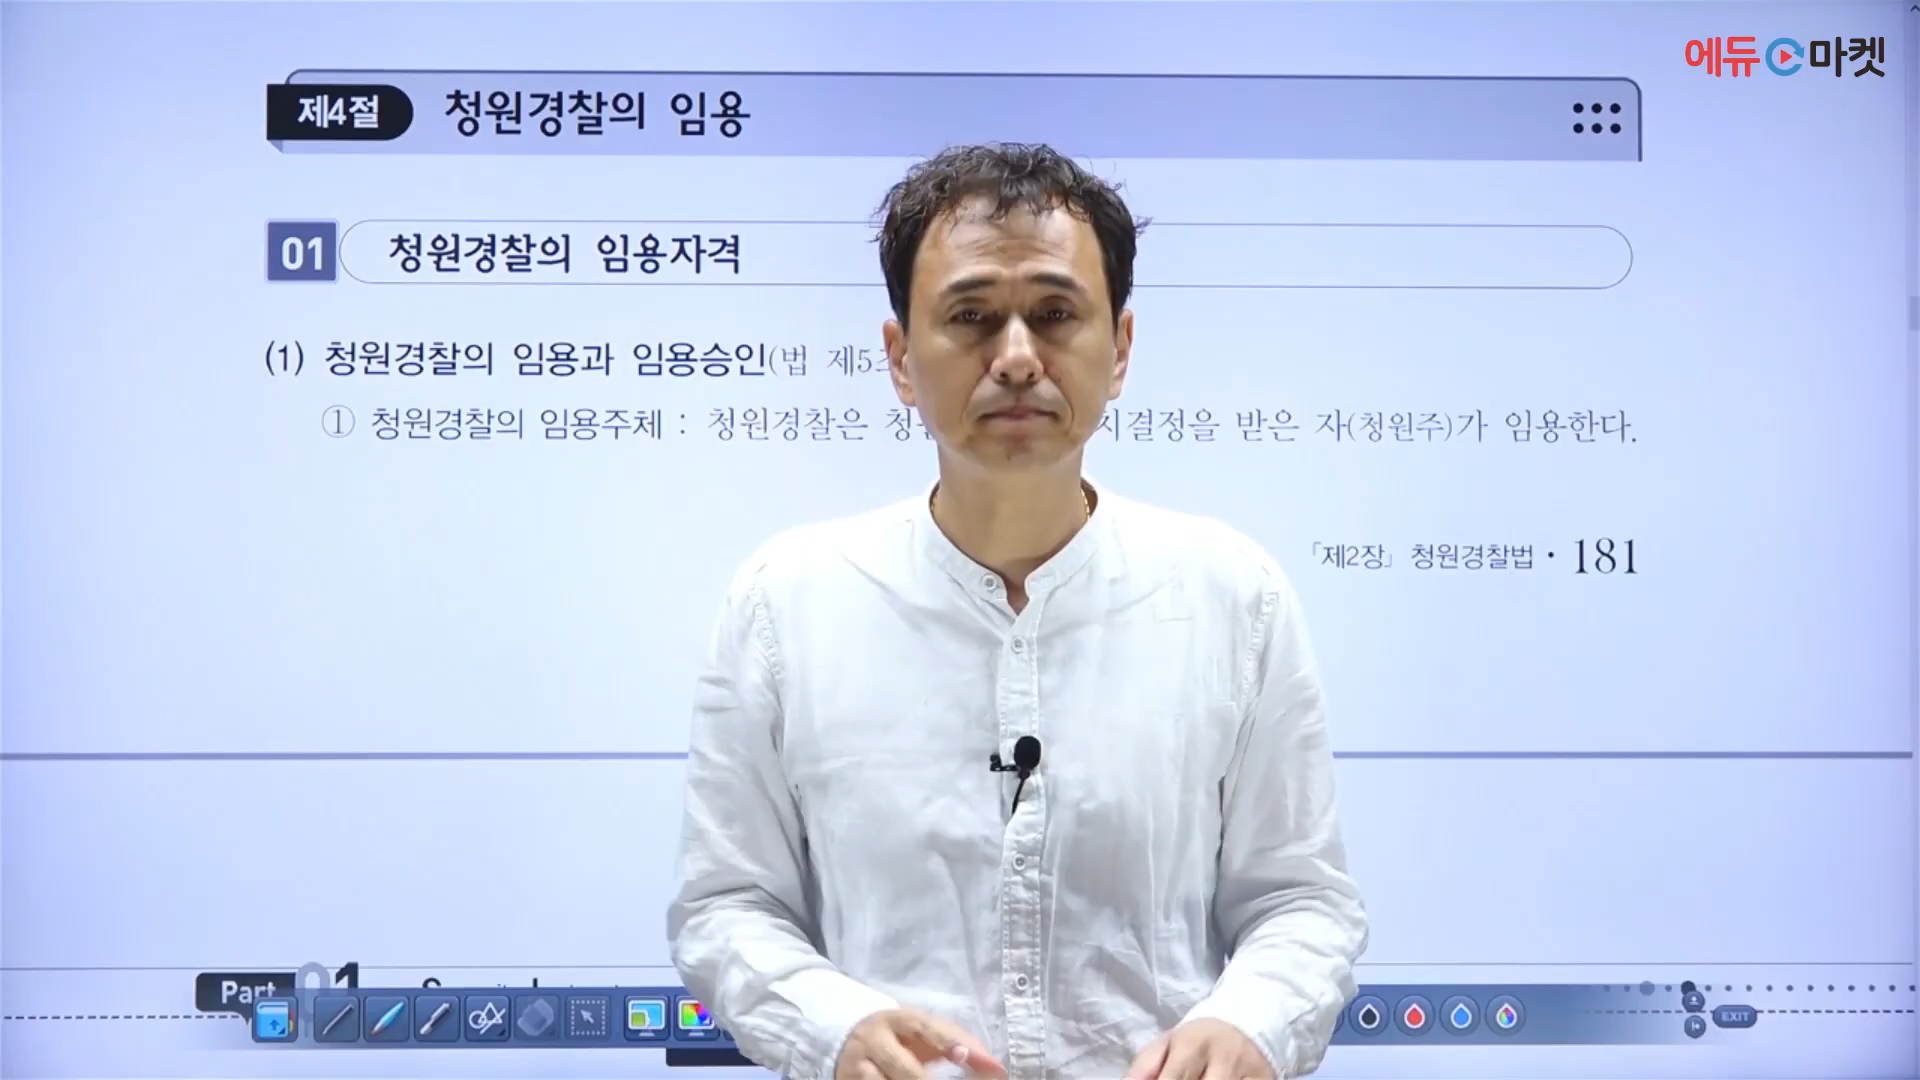 에듀 마켓
제4절 청원경찰의 임용
01 청원경찰의 임용자격
(1) 청원경찰의 임용과 임용승인(법 제5
① 청원경찰의 임용주체 : 청원경찰은 결정을 받은 자(청원주)가 임용한다.
「제2장」 청원경찰법 · 181
Part 01
EXIT